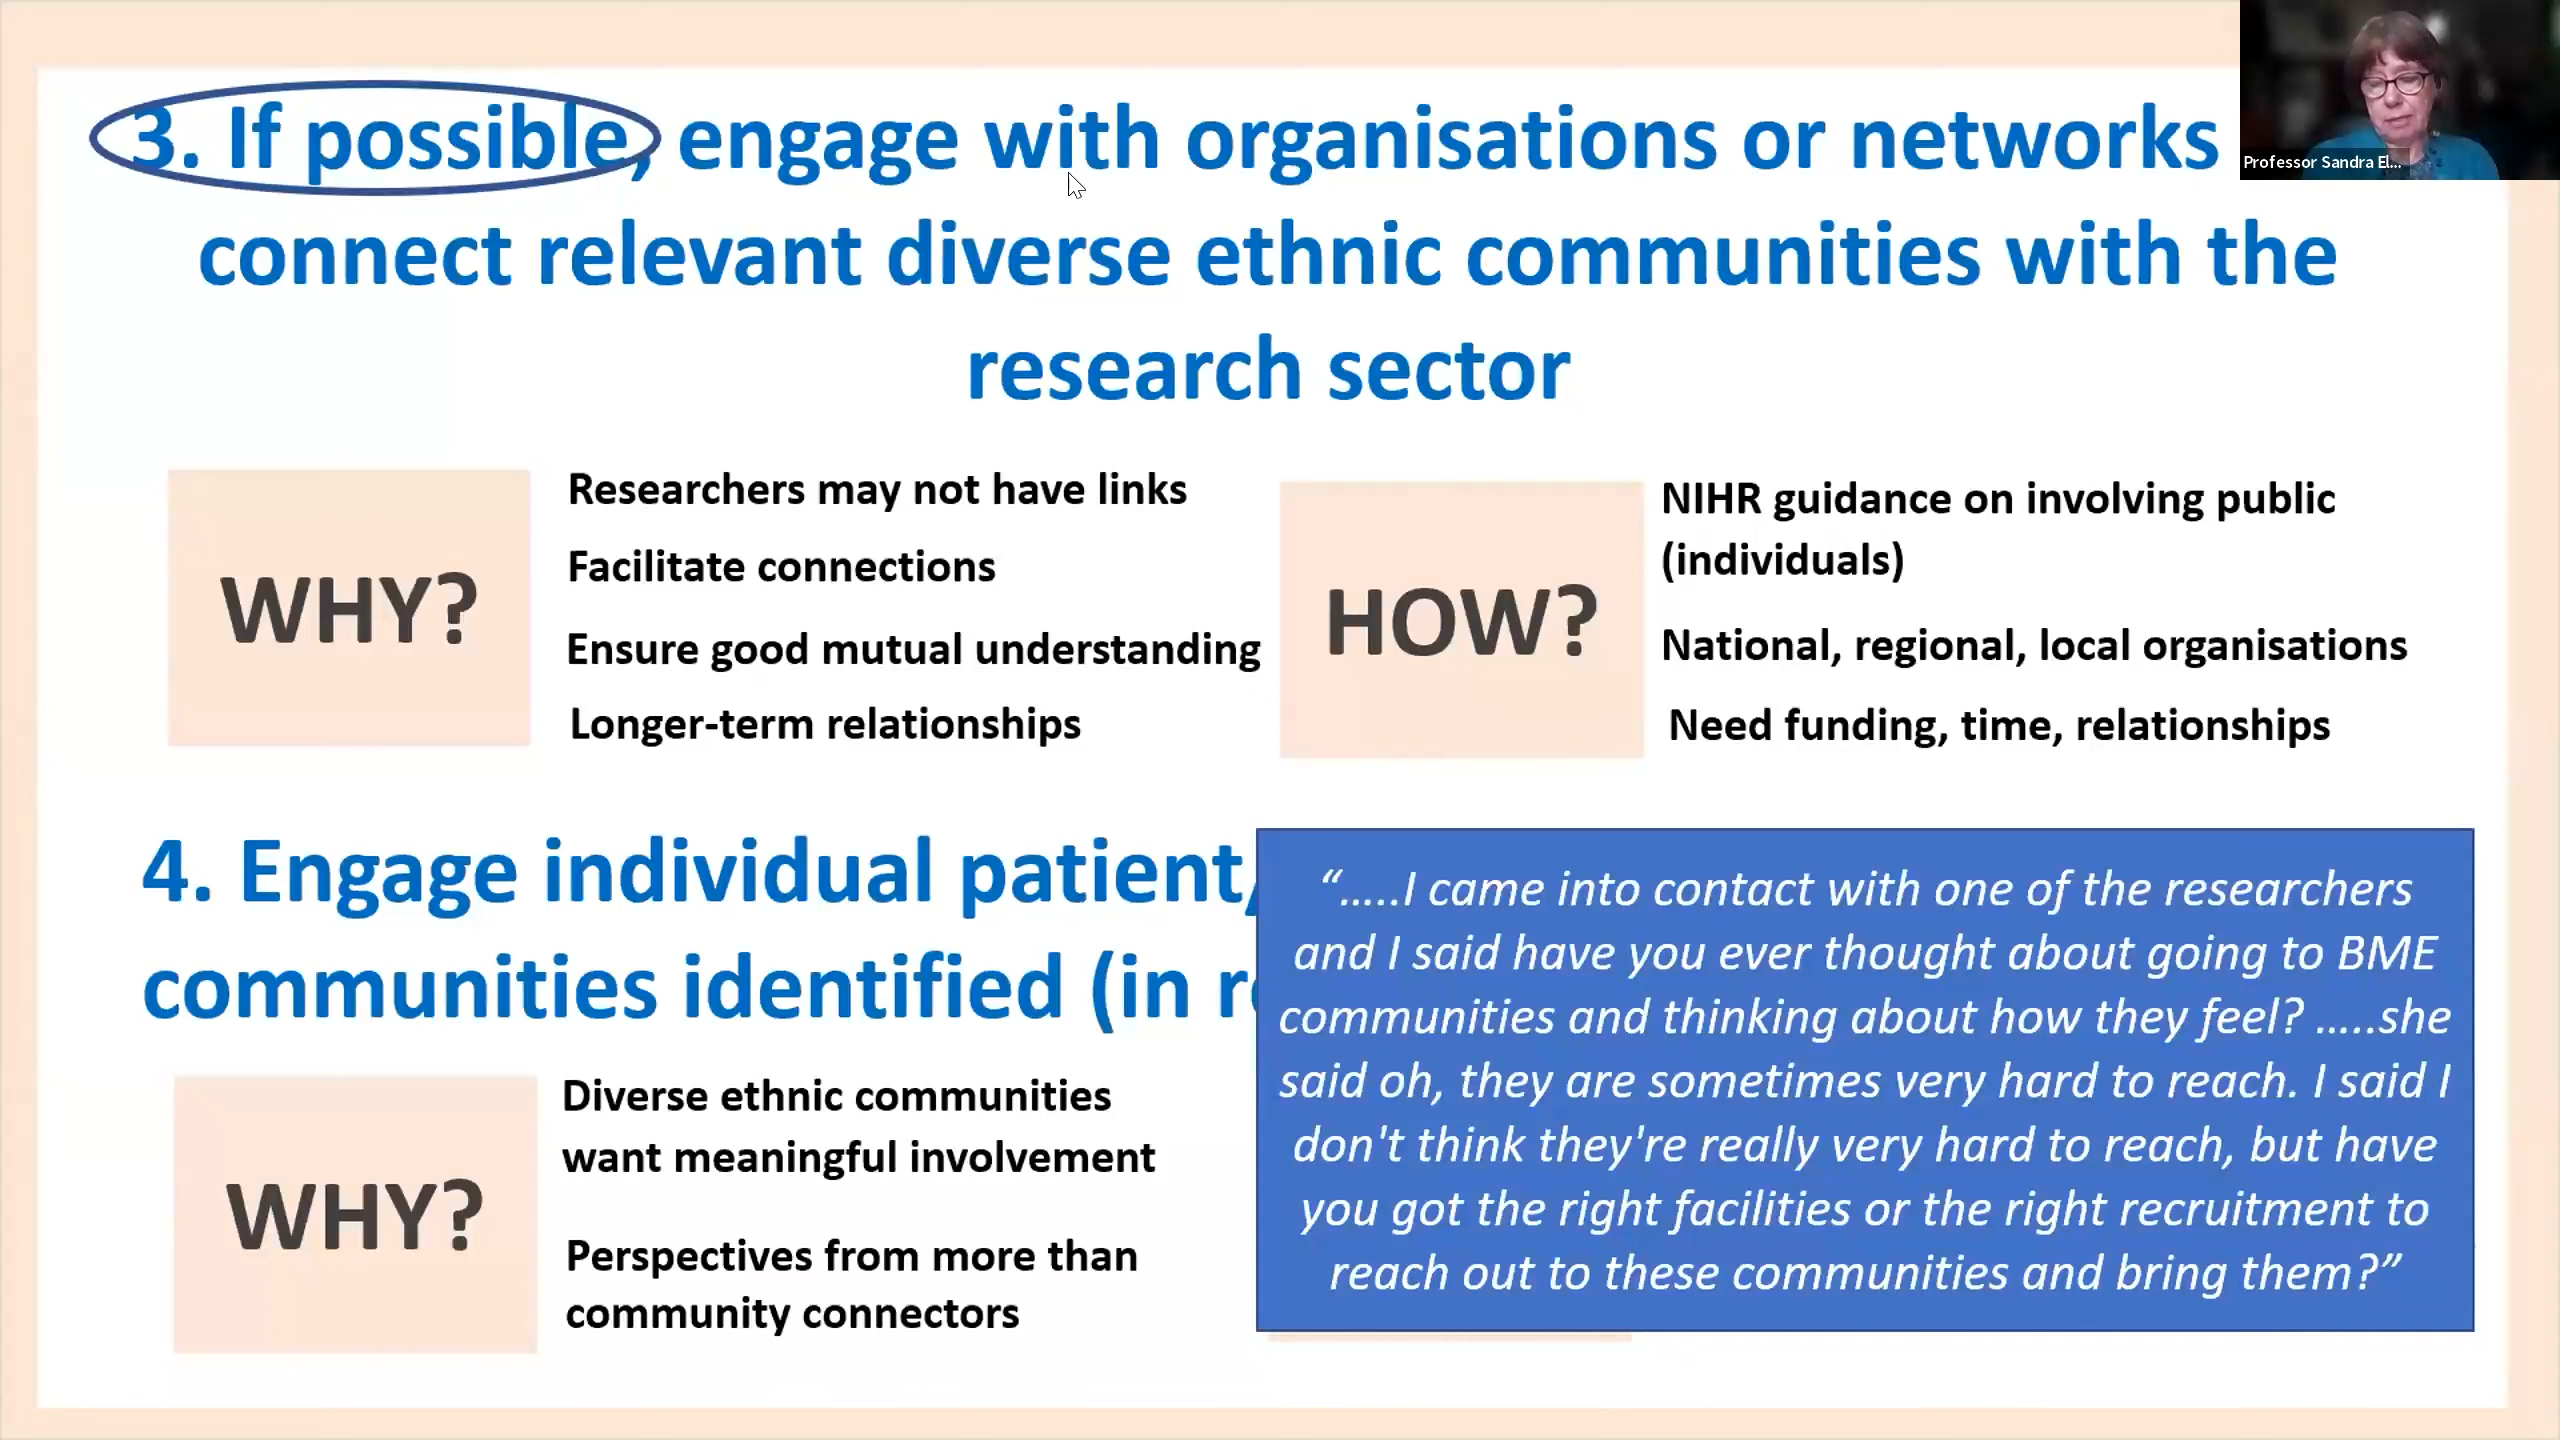 3. If possible, engage with organisations or networks
connect relevant diverse ethnic communities with the
research sector
Professor Sandra El...
WHY?
Researchers may not have links
Facilitate connections
Ensure good mutual understanding
Longer-term relationships
HOW?
NIHR guidance on involving public
(individuals)
National, regional, local organisations
Need funding, time, relationships
4. Engage individual patient/
communities identified (in re
WHY?
Diverse ethnic communities
want meaningful involvement
Perspectives from more than
community connectors
“.....I came into contact with one of the researchers
and I said have you ever thought about going to BME
communities and thinking about how they feel? .....she
said oh, they are sometimes very hard to reach. I said I
don't think they're really very hard to reach, but have
you got the right facilities or the right recruitment to
reach out to these communities and bring them?”